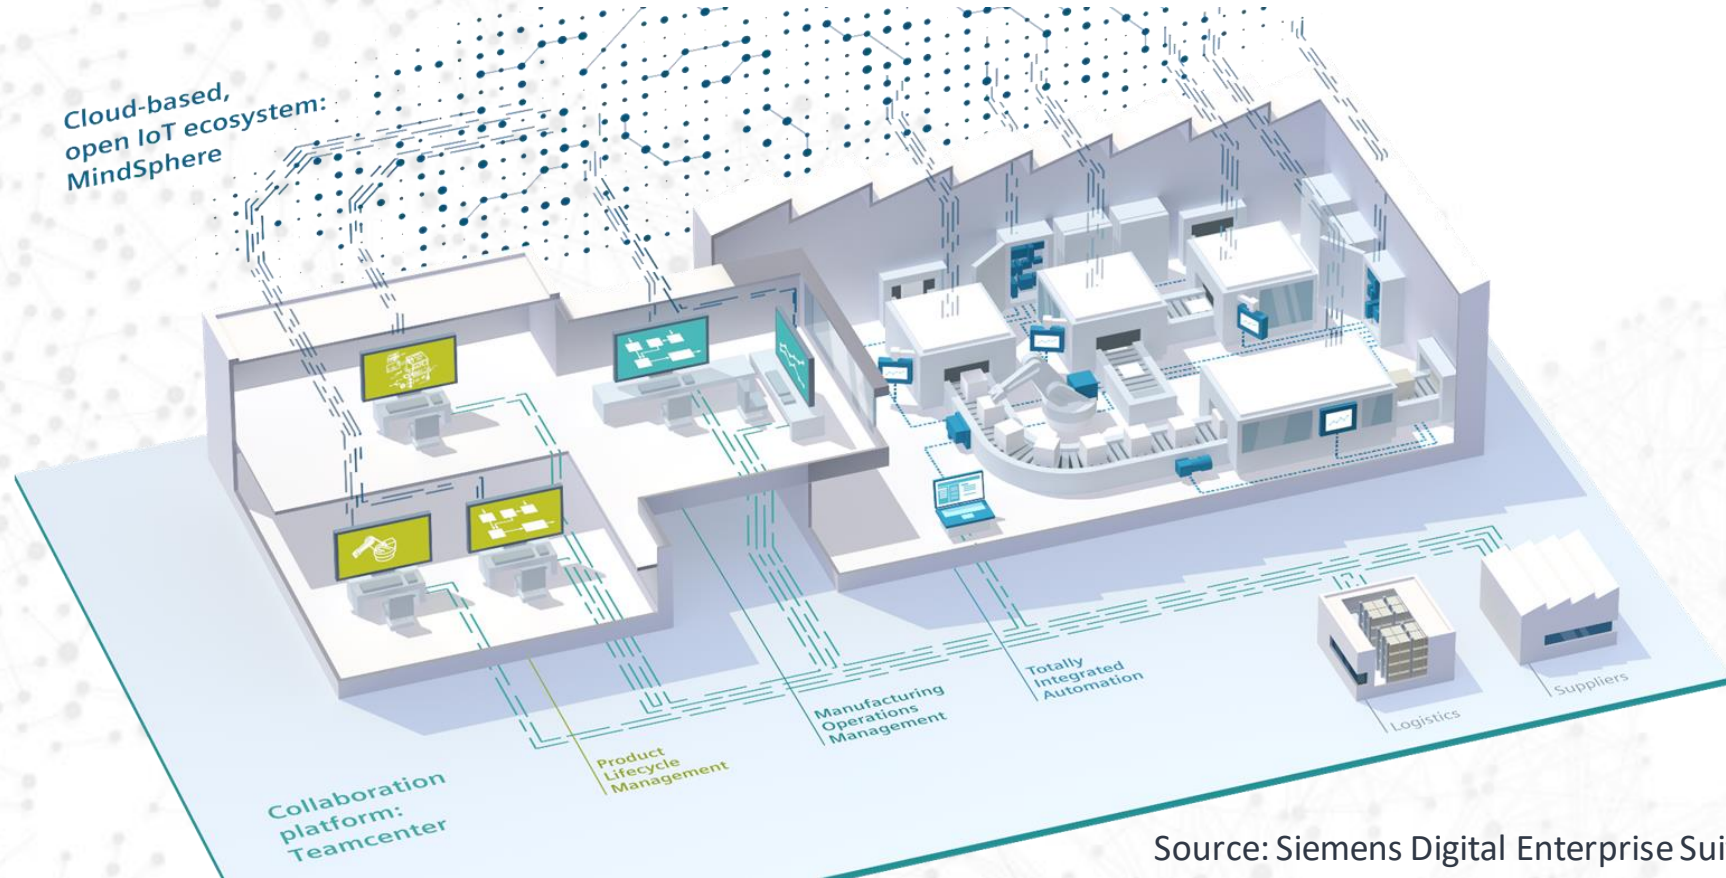 Cloud-based,
open IoT ecosystem:
MindSphere
Totally
Integrated
Automation
Suppliers
Logistics
Manufacturing
Operations
Management
Product
Lifecycle
Management
Collaboration
platform:
Teamcenter
Source: Siemens Digital Enterprise Sui